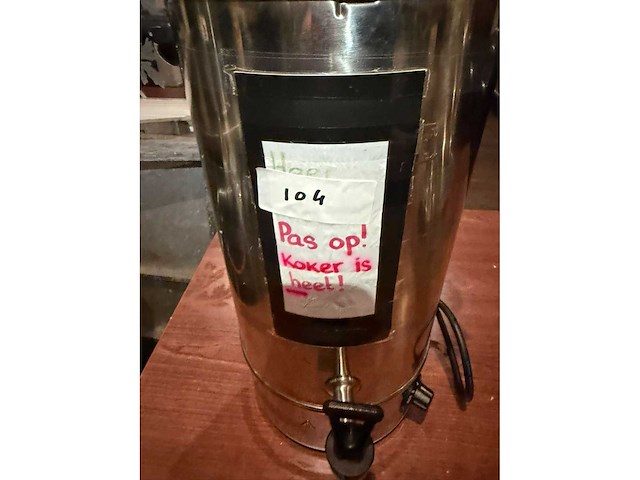 104
Pas op!
Koker is
heet!